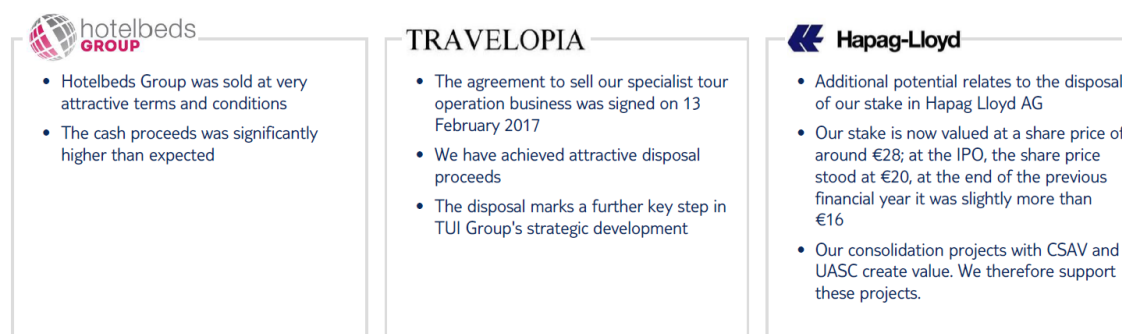 hotelbeds
GROUP
• Hotelbeds Group was sold at very
attractive terms and conditions
• The cash proceeds was significantly
higher than expected
TRAVELOPIA
• The agreement to sell our specialist tour
operation business was signed on 13
February 2017
• We have achieved attractive disposal
proceeds
• The disposal marks a further key step in
TUI Group's strategic development
Hapag-Lloyd
• Additional potential relates to the disposal
of our stake in Hapag Lloyd AG
• Our stake is now valued at a share price of
around €28; at the IPO, the share price
stood at €20, at the end of the previous
financial year it was slightly more than
€16
• Our consolidation projects with CSAV and
UASC create value. We therefore support
these projects.